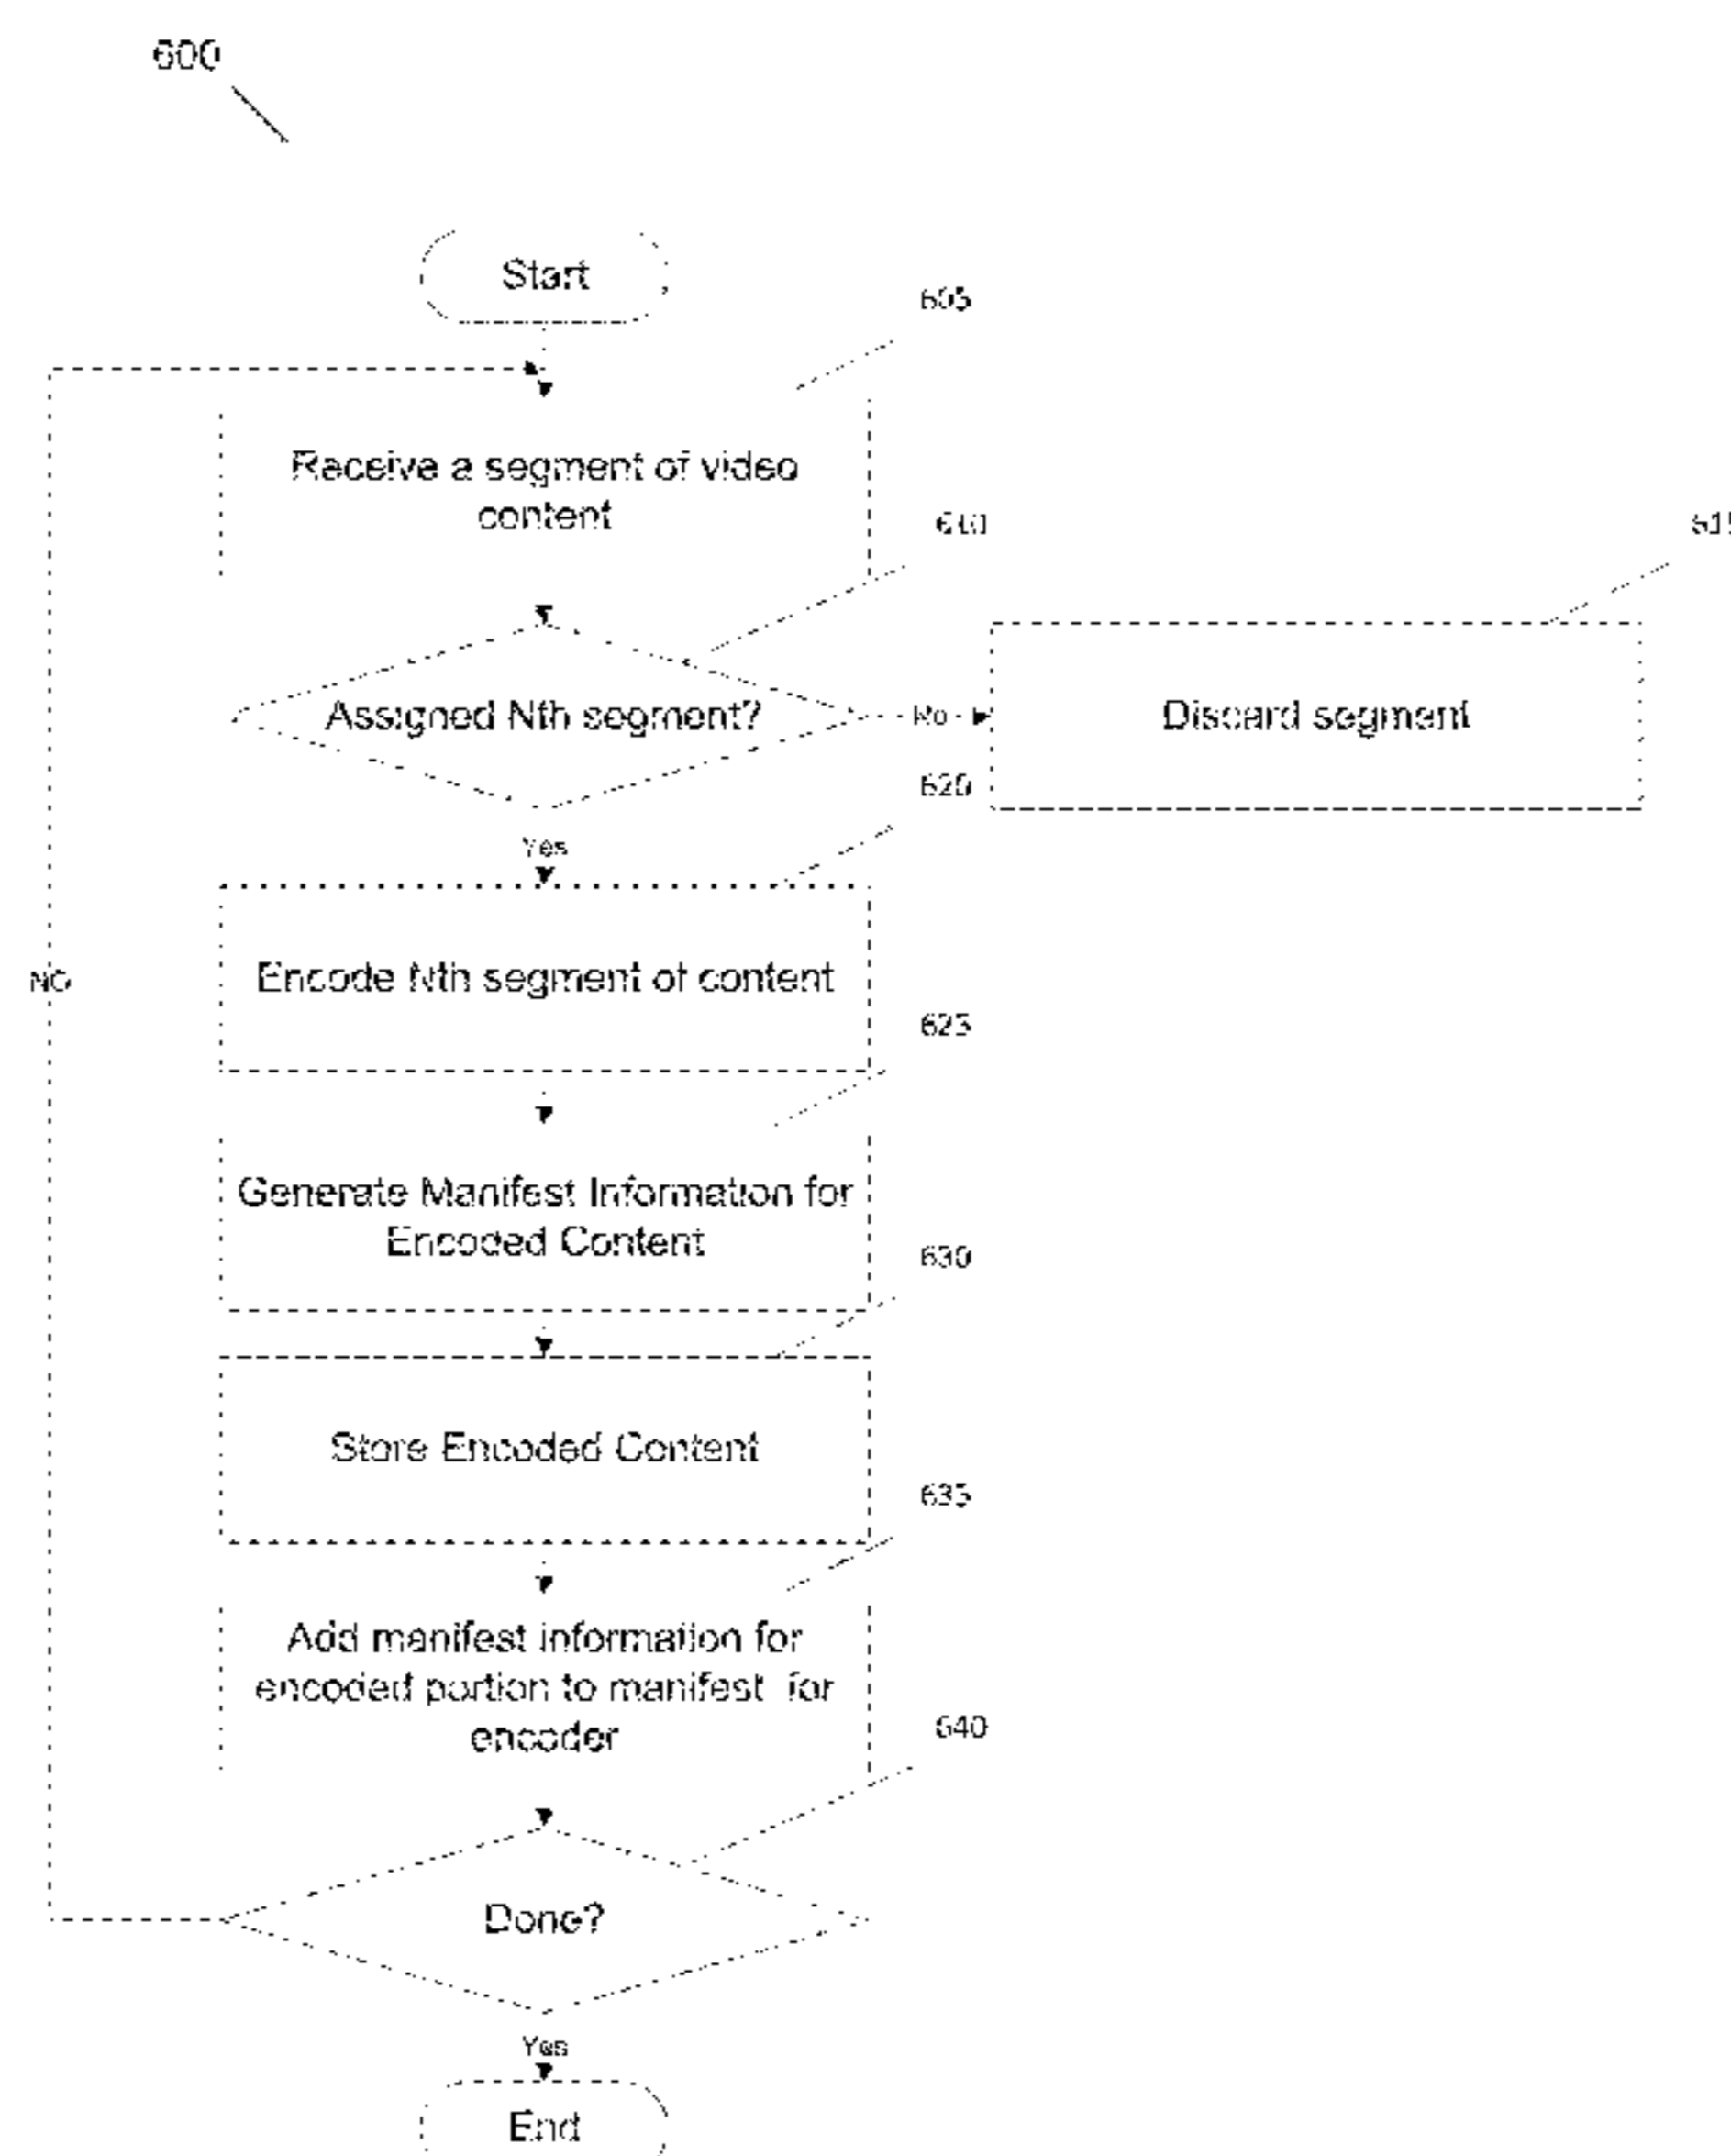 600
Start
605
Receive a segment of video
content
610
Assigned Nth segment?
No
Discard segment
620
Yes
Encode Nth segment of content
NO
625
Generate Manifest Information for
Encoded Content
630
Store Encoded Content
635
Add manifest information for
encoded portion to manifest for
encoder
640
Done?
Yes
End